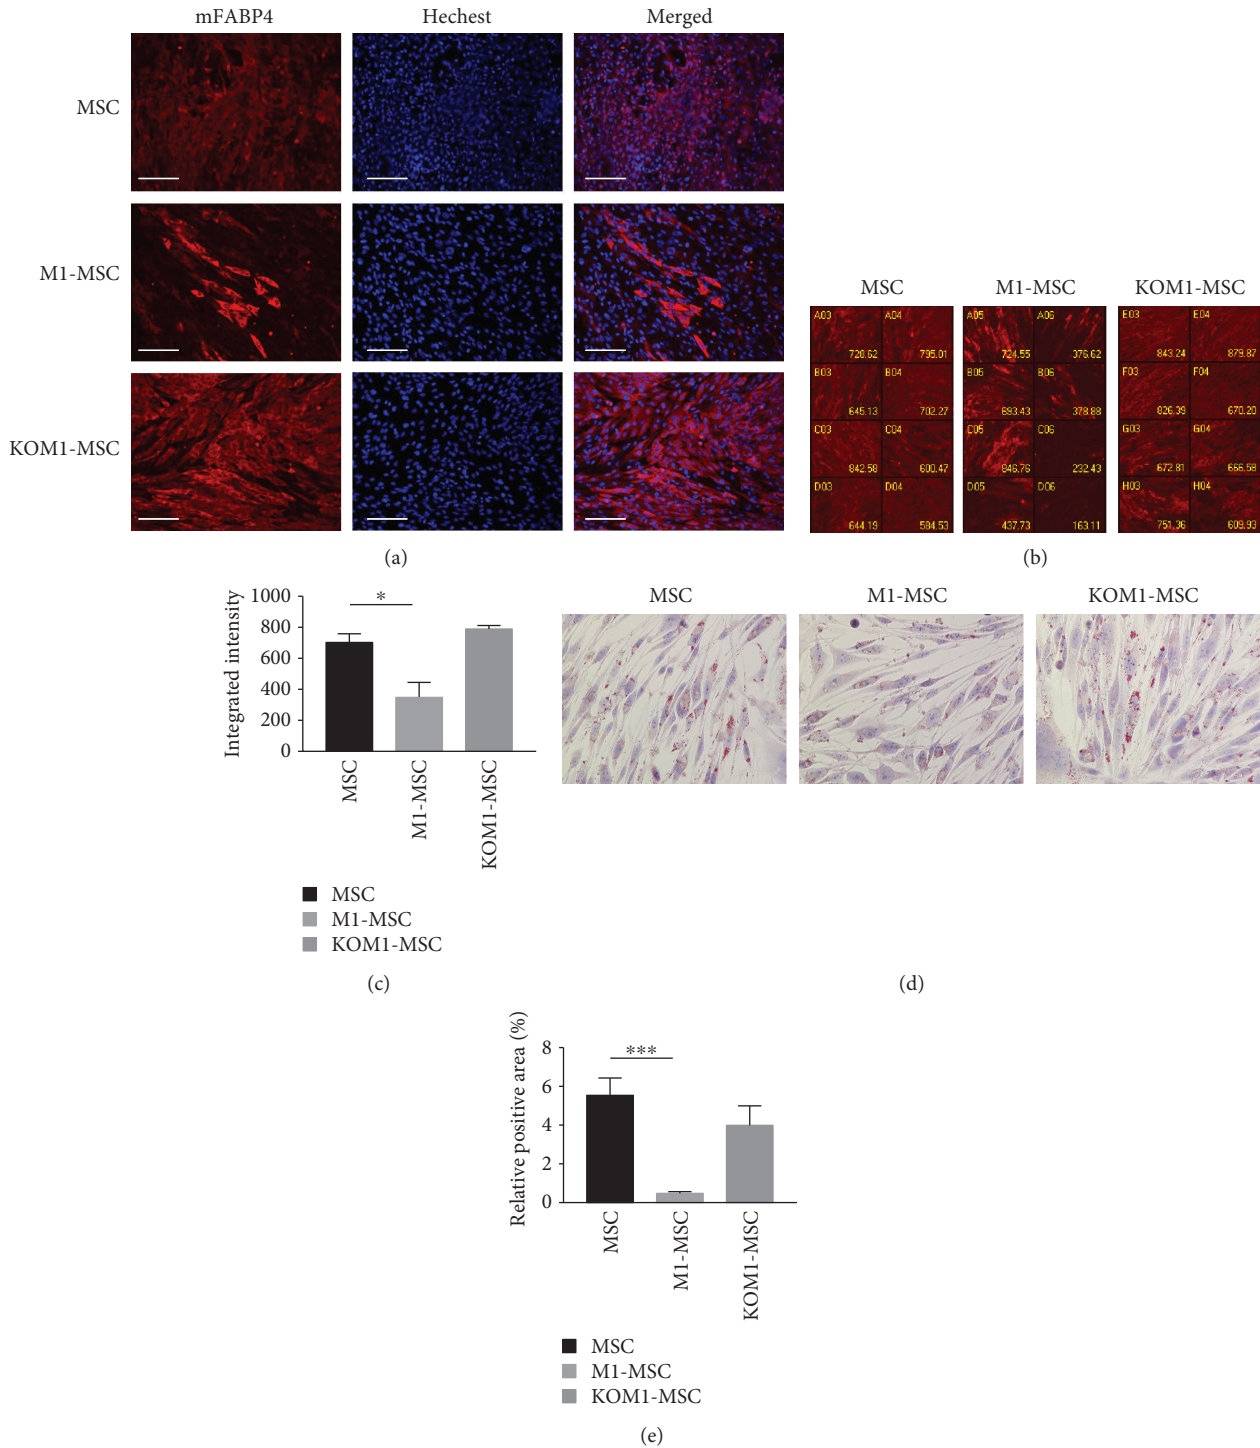 mFABP4 Hechest Merged
MSC
M1-MSC
KOM1-MSC
(a)
MSC M1-MSC KOM1-MSC
A03 A04 A05 A06 E03 E04
728.62 795.01 724.55 376.62 843.24 879.87
B03 B04 B05 B06 F03 F04
645.13 702.27 693.43 378.88 826.39 670.20
C03 C04 C05 C06 G03 G04
842.58 600.47 846.76 232.43 672.81 666.58
D03 D04 D05 D06 H03 H04
644.19 584.53 437.73 163.11 751.36 609.93
(b)
Integrated intensity
1000
800
600
400
200
0
*
MSC
M1-MSC
KOM1-MSC
MSC
M1-MSC
KOM1-MSC
(c)
MSC M1-MSC KOM1-MSC
(d)
Relative positive area (%)
8
6
4
2
0
***
MSC
M1-MSC
KOM1-MSC
MSC
M1-MSC
KOM1-MSC
(e)